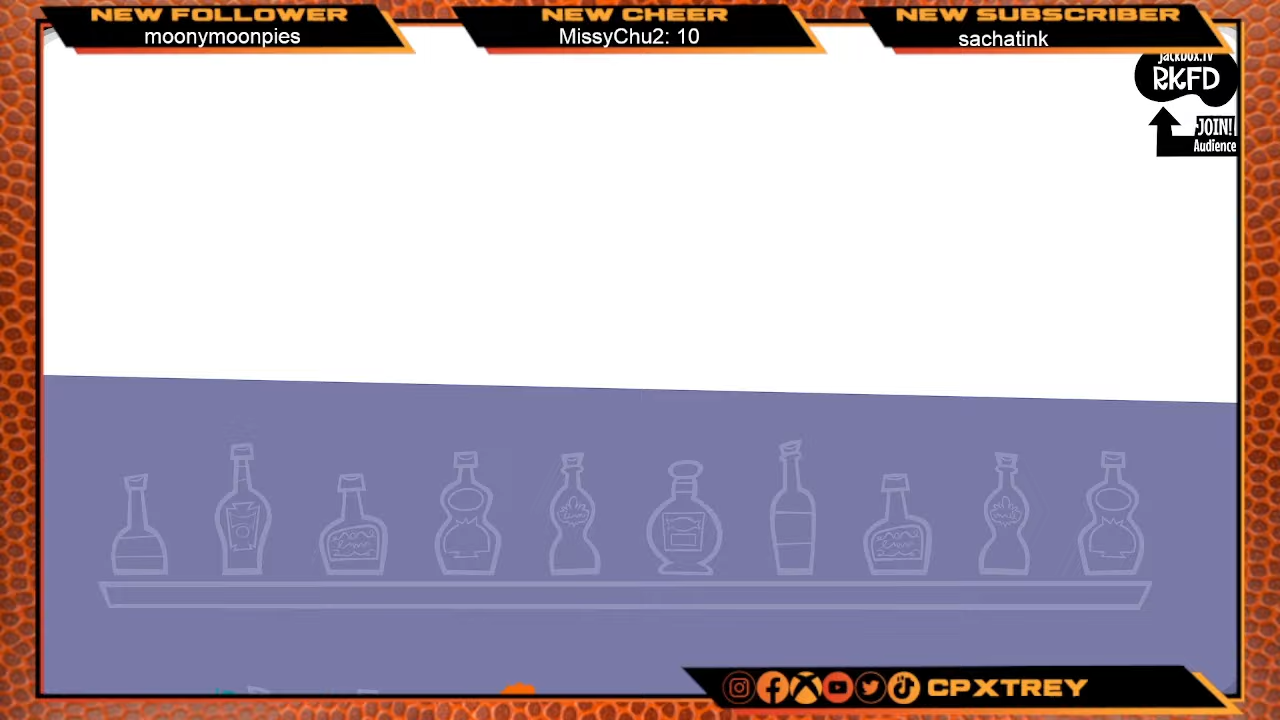 NEW FOLLOWER
moonymoonpies
NEW CHEER
MissyChu2: 10
NEW SUBSCRIBER
sachatink
jackbox.tv
RKFD
JOIN!
Audience
CPXTREY